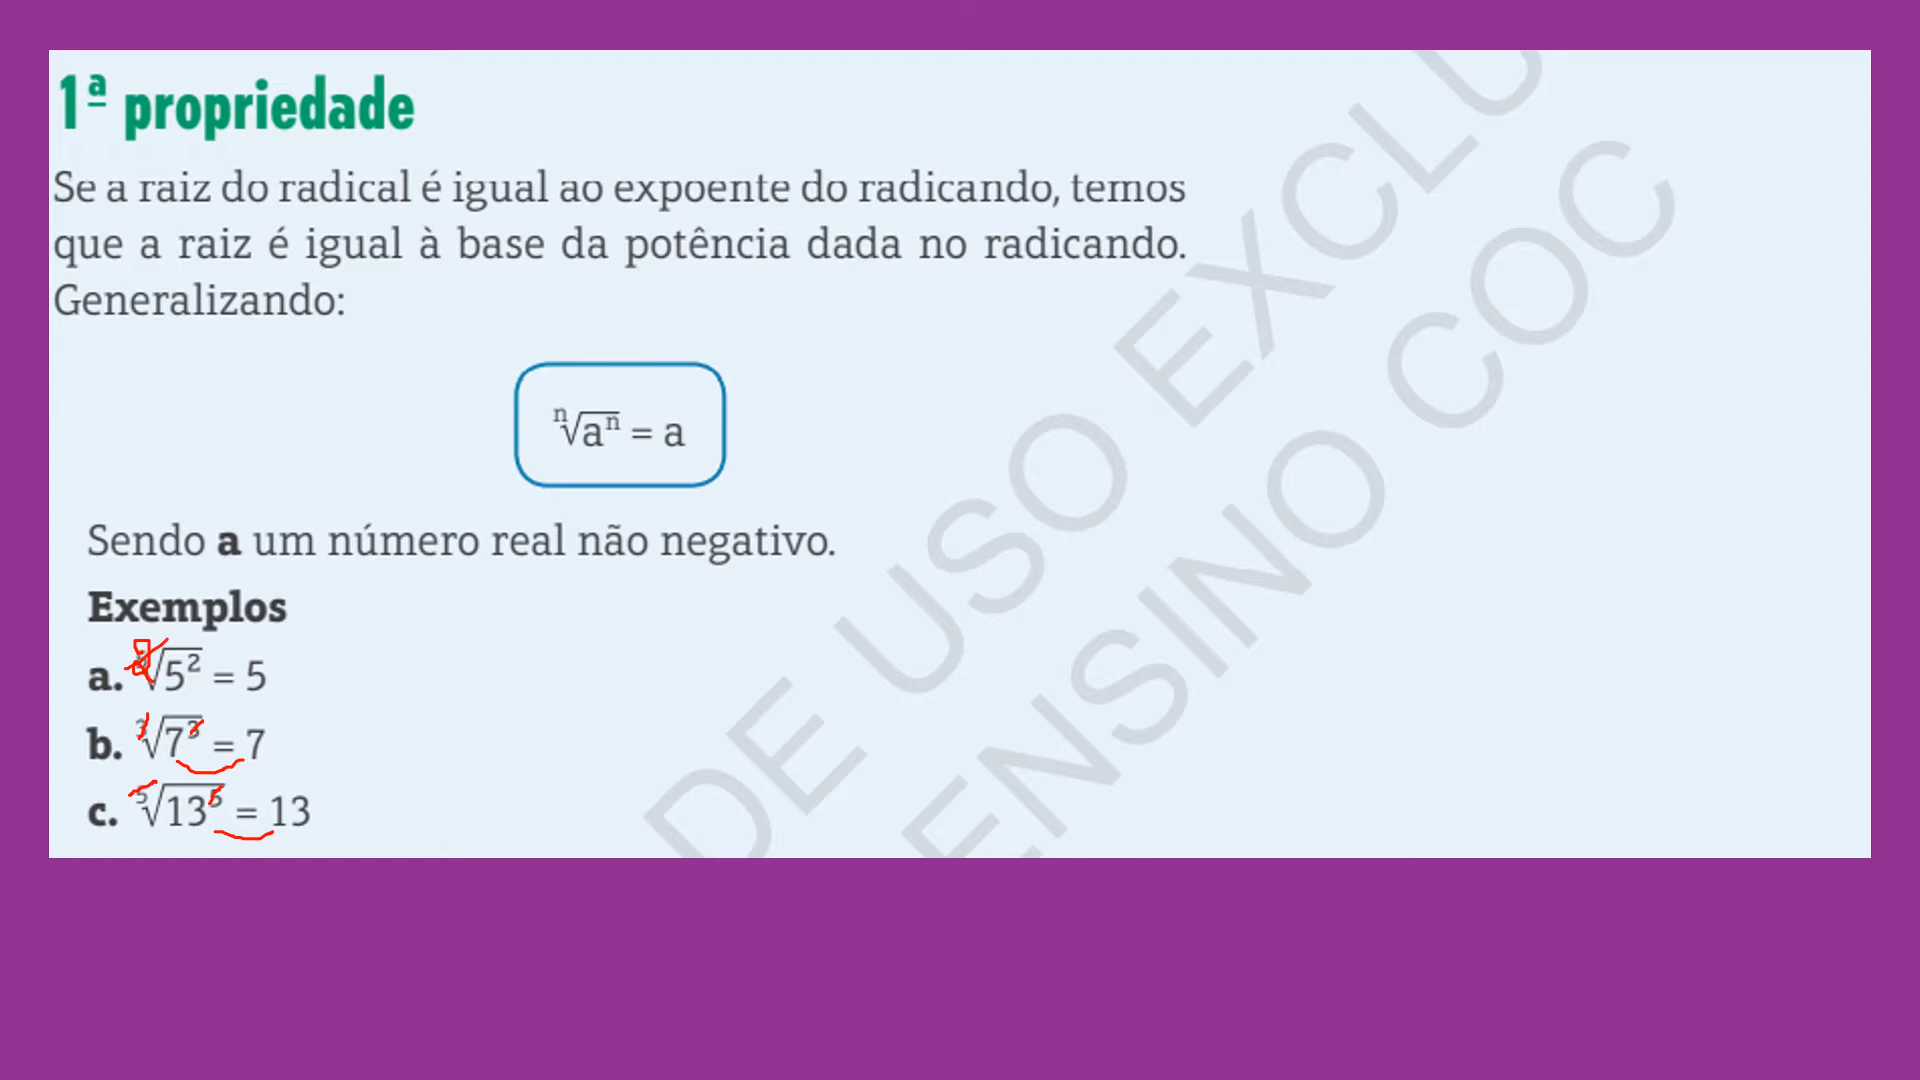 1ª propriedade
Se a raiz do radical é igual ao expoente do radicando, temos
que a raiz é igual à base da potência dada no radicando.
Generalizando:
ⁿ√aⁿ = a
Sendo a um número real não negativo.
Exemplos
a. √5² = 5
b. ³√7³ = 7
c. ⁵√13⁵ = 13
DE USO EXCLU
ENSINO COC